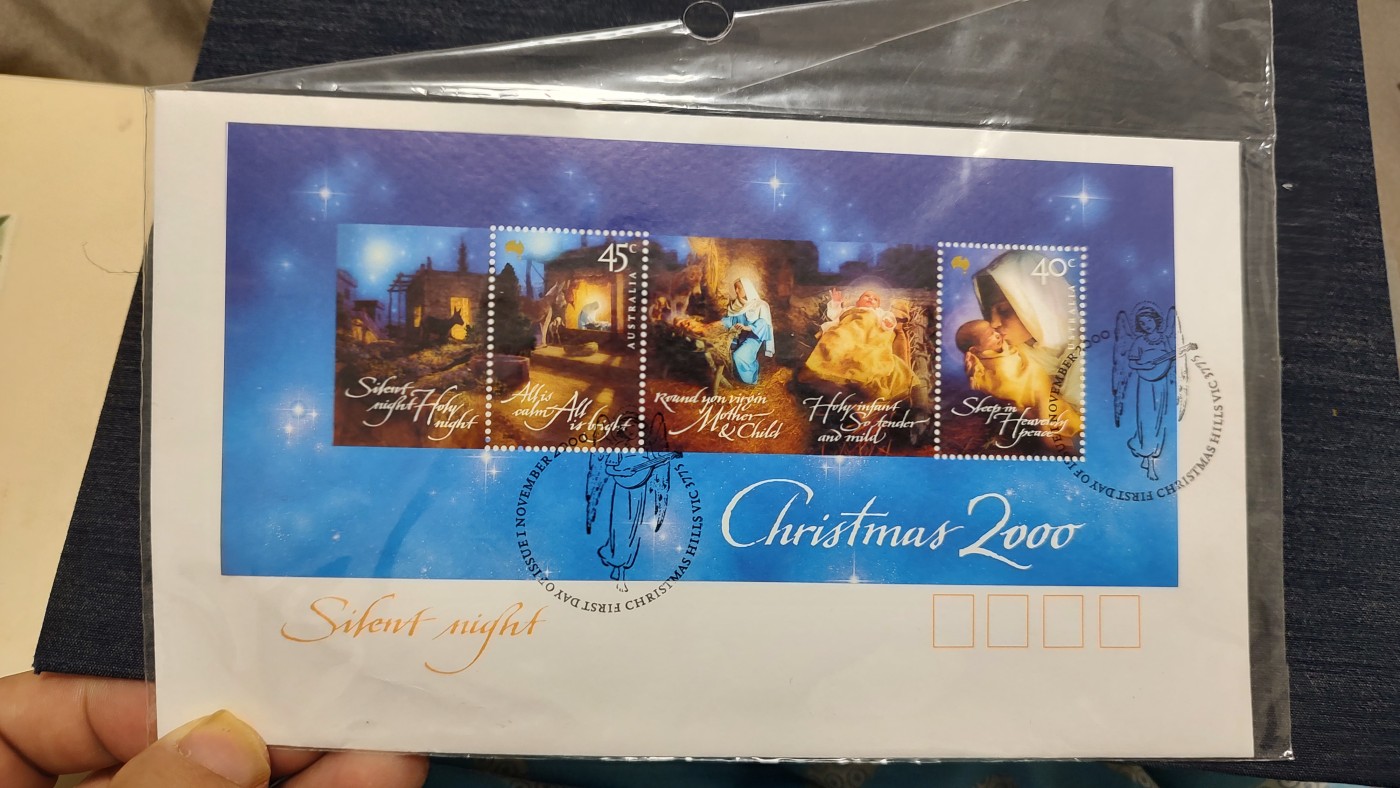 45c
AUSTRALIA
40c
AUSTRALIA
Silent
night Holy
night
All is
calm All
is bright
Round yon virgin
Mother
& Child
Holy infant
So tender
and mild
Sleep in
Heavenly
peace
Christmas 2000
FIRST DAY OF ISSUE 1 NOVEMBER 2000
CHRISTMAS HILLS VIC 3775
FIRST DAY OF ISSUE 1 NOVEMBER 2000
CHRISTMAS HILLS VIC 3775
Silent night